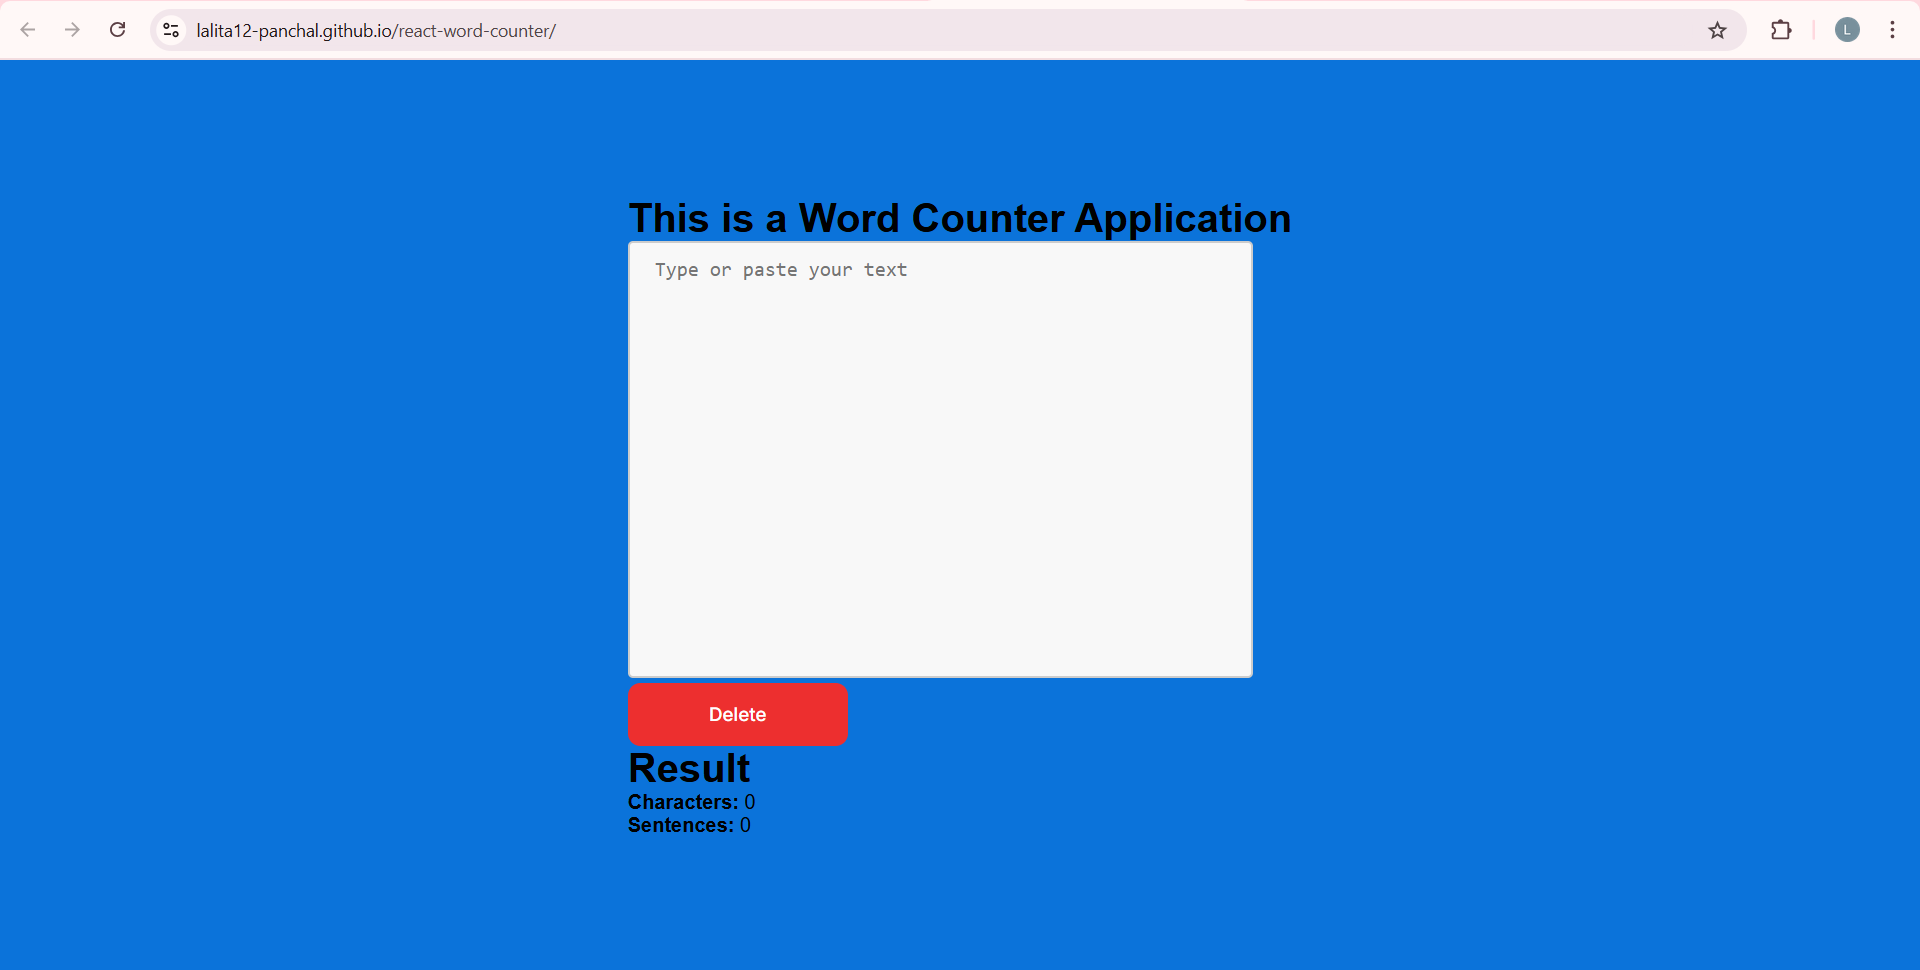 lalita12-panchal.github.io/react-word-counter/
L
This is a Word Counter Application
Type or paste your text
Delete
Result
Characters: 0
Sentences: 0